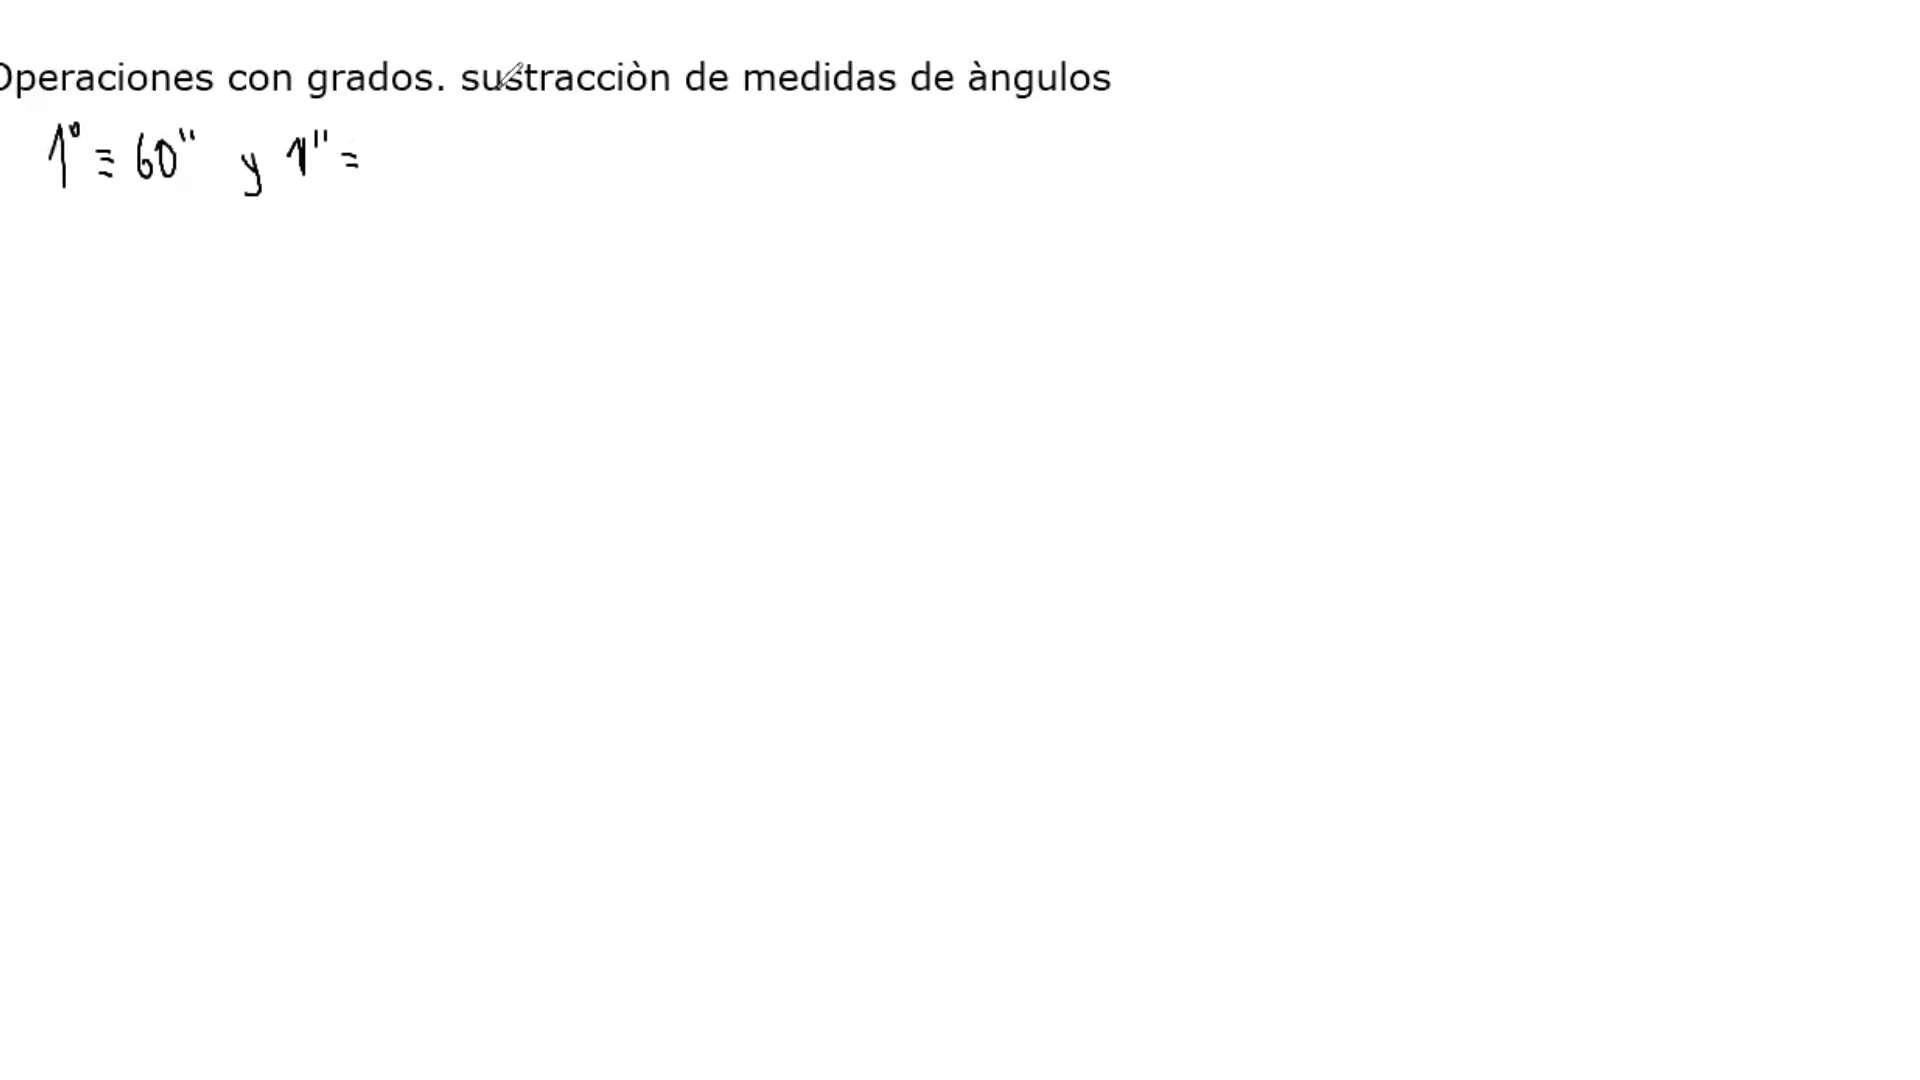 Operaciones con grados. sustracciòn de medidas de àngulos
1° ≡ 60'' y 1'' =